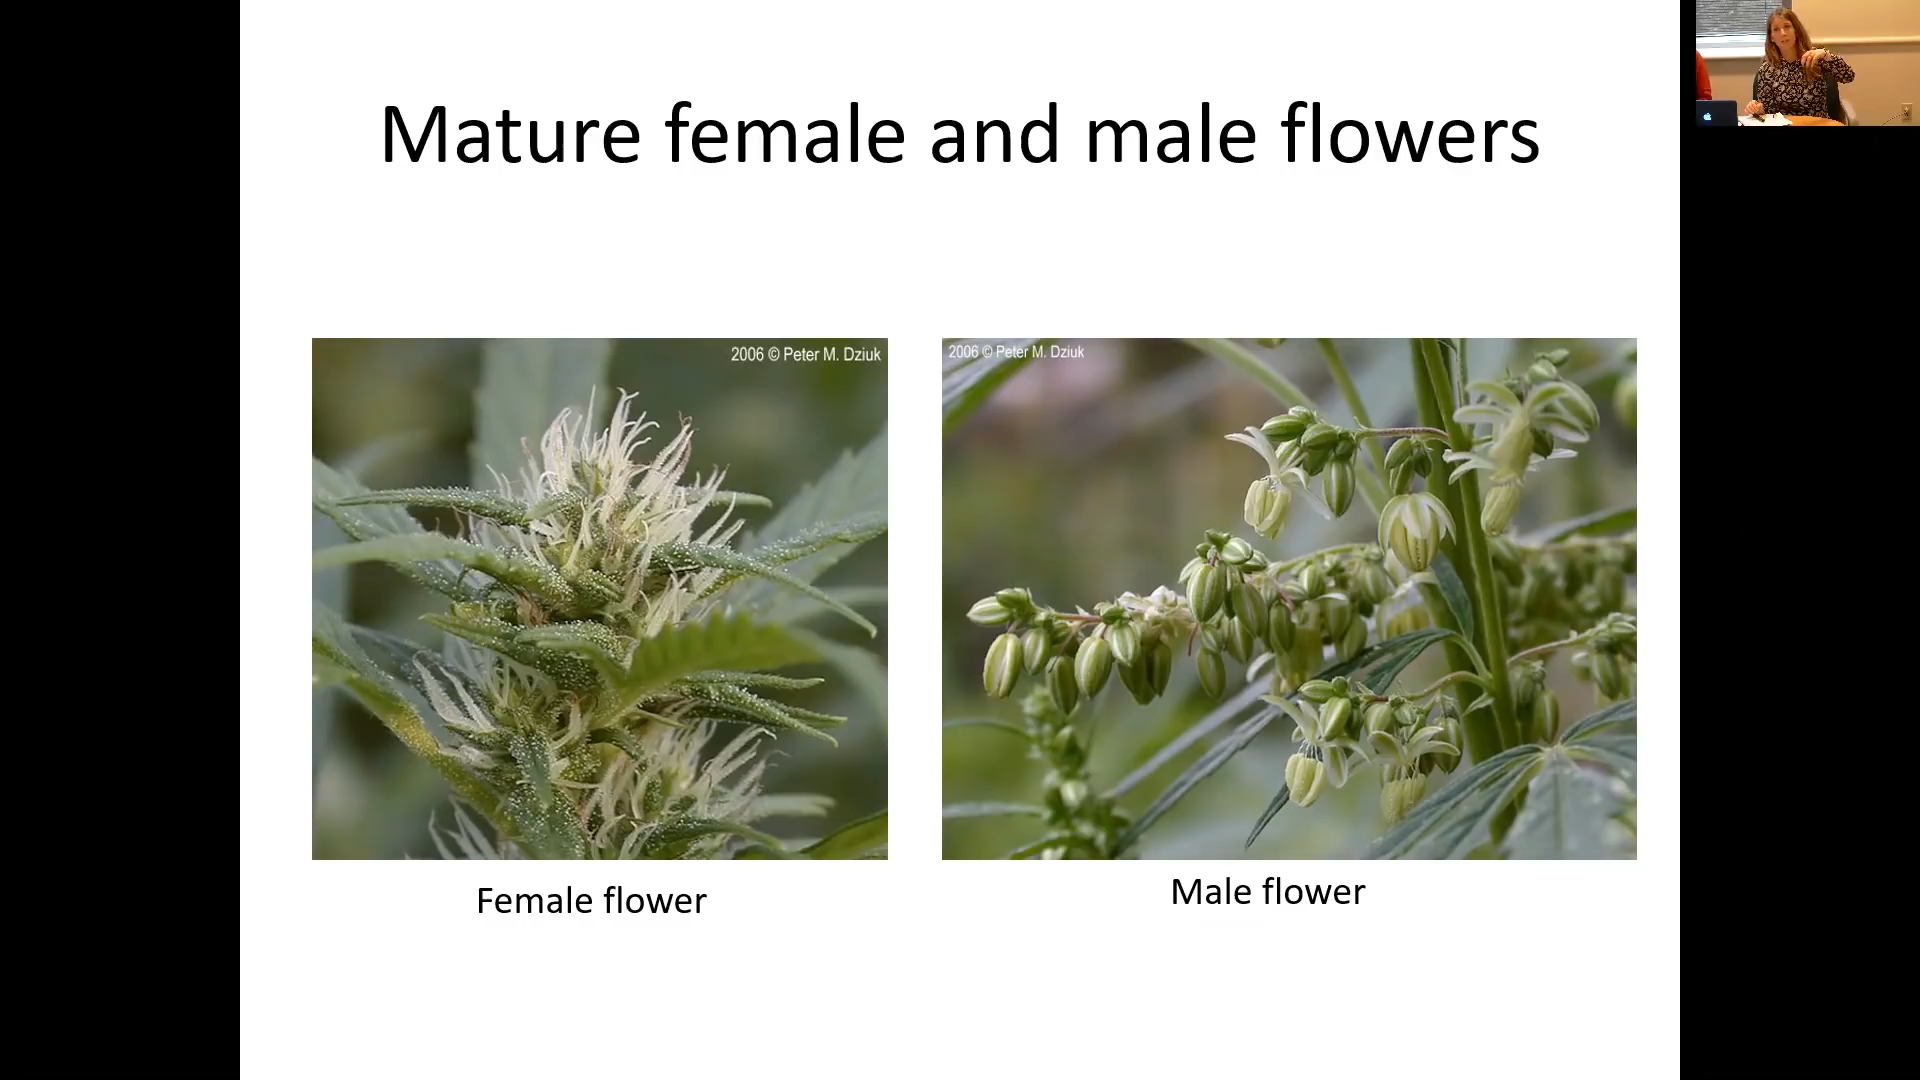 Mature female and male flowers
2006 © Peter M. Dziuk
2006 © Peter M. Dziuk
Female flower
Male flower